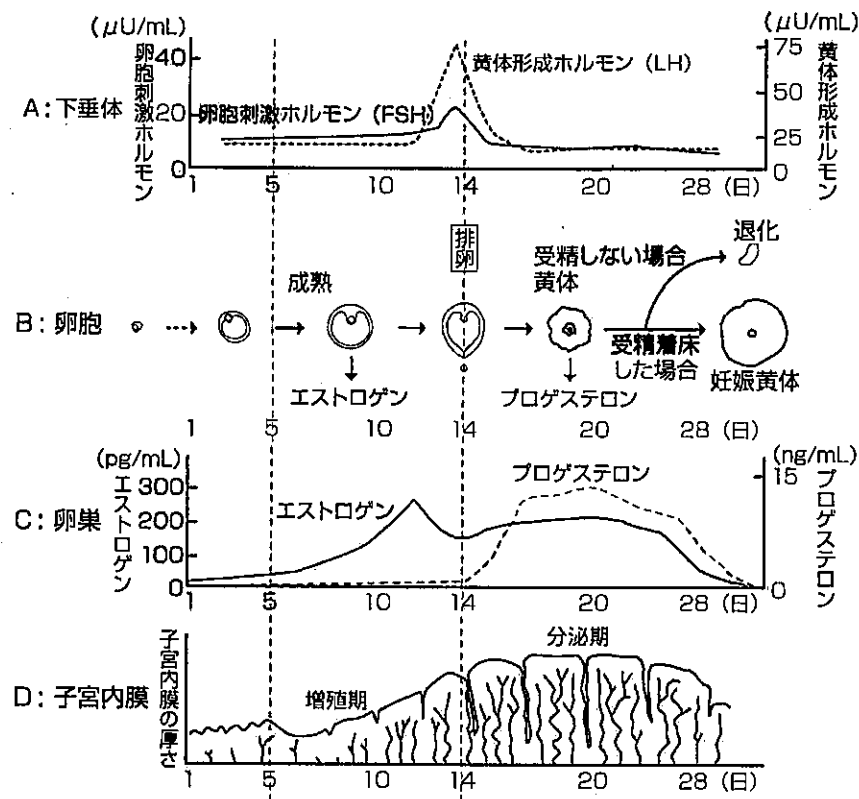 (μU/mL)
(μU/mL)
A:下垂体
卵胞刺激ホルモン
40
20
0
卵胞刺激ホルモン(FSH)
黄体形成ホルモン(LH)
75
50
25
0
黄体形成ホルモン
1 5 10 14 20 28(日)
B:卵胞
成熟
排卵
受精しない場合
黄体
退化
受精着床
した場合
妊娠黄体
エストロゲン
プロゲステロン
1 5 10 14 20 28(日)
(pg/mL)
(ng/mL)
C:卵巣
エストロゲン
300
200
100
0
エストロゲン
プロゲステロン
15
0
プロゲステロン
1 5 10 14 20 28(日)
D:子宮内膜
子宮内膜の厚さ
増殖期
分泌期
1 5 10 14 20 28(日)